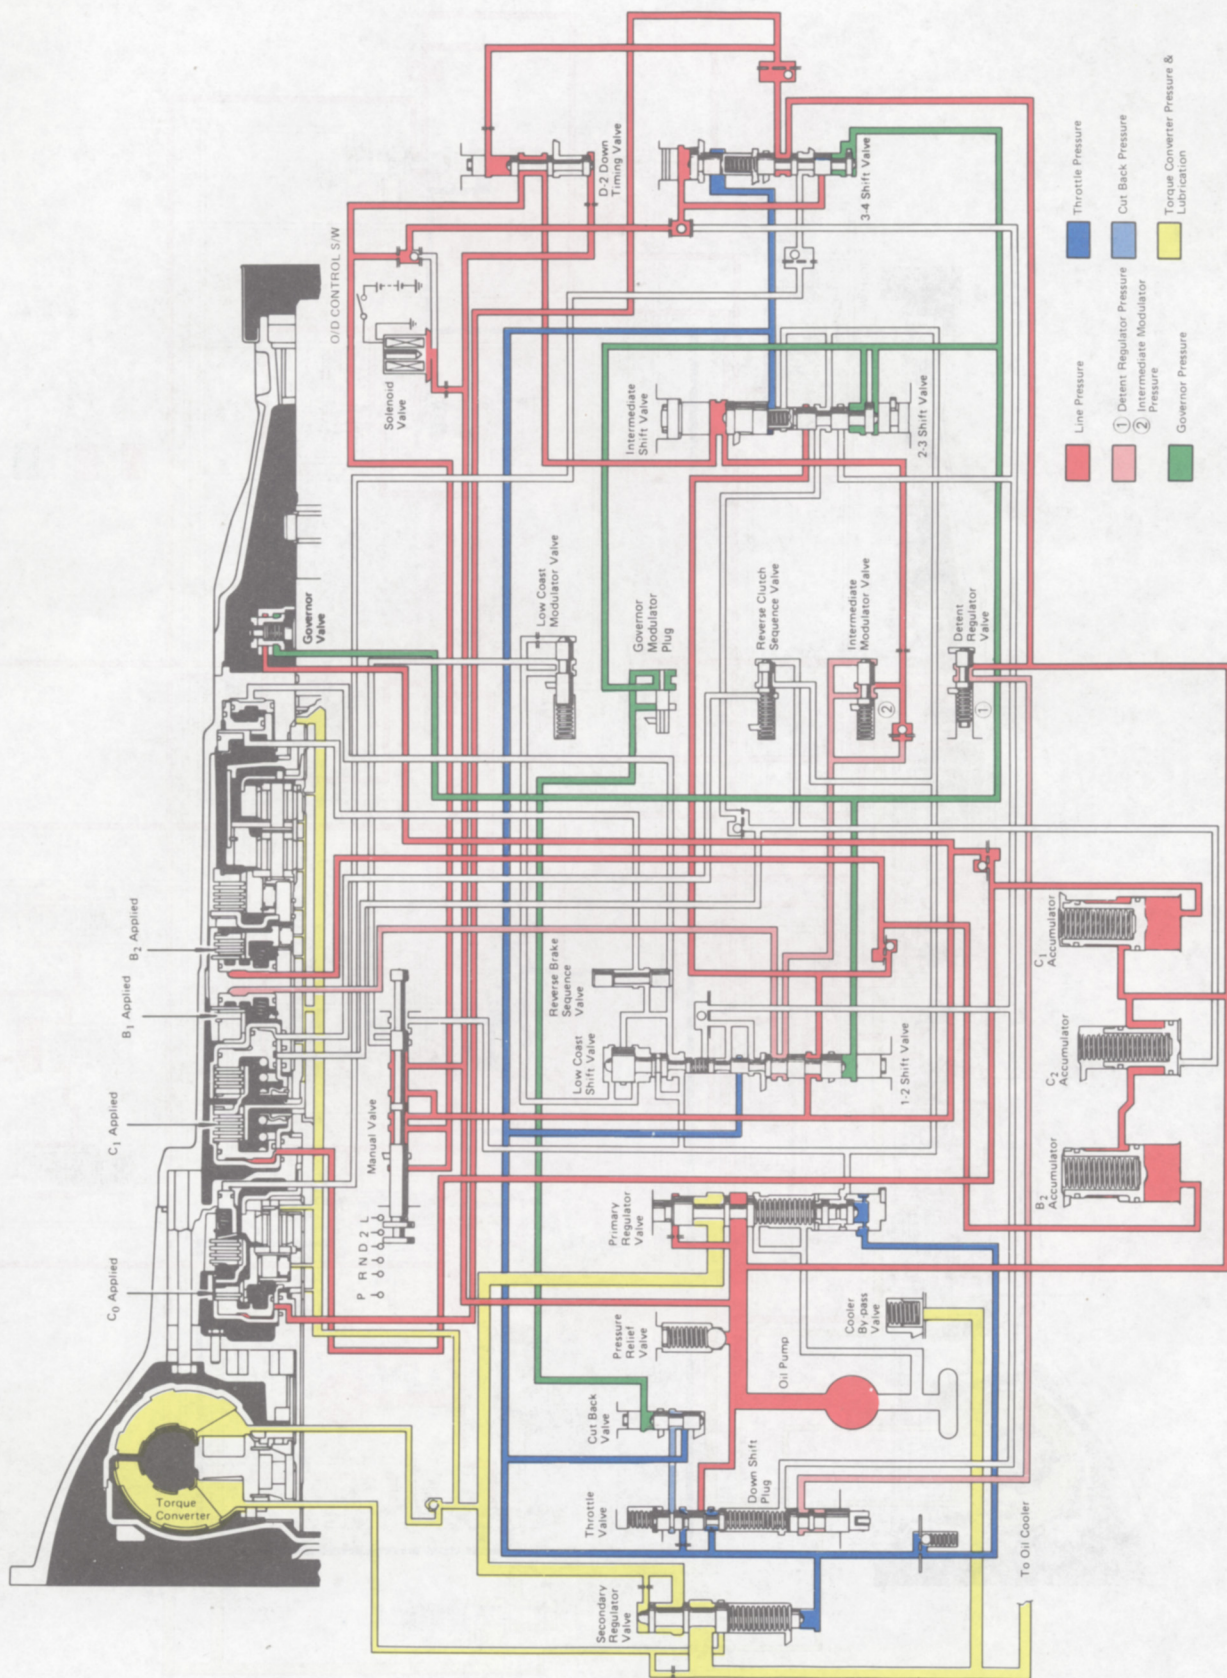 Torque
Converter
C0 Applied
C1 Applied
B1 Applied
B2 Applied
Governor
Valve
O/D CONTROL S/W
Solenoid
Valve
D-2 Down
Timing Valve
3-4 Shift Valve
Intermediate
Shift Valve
2-3 Shift Valve
Low Coast
Modulator Valve
Governor
Modulator
Plug
Reverse Clutch
Sequence Valve
Intermediate
Modulator Valve
②
Detent
Regulator
Valve
①
Manual Valve
P R N D 2 L
Reverse Brake
Sequence
Valve
Low Coast
Shift Valve
1-2 Shift Valve
Primary
Regulator
Valve
Pressure
Relief
Valve
Cooler
By-pass
Valve
Oil Pump
Cut Back
Valve
Down Shift
Plug
Throttle
Valve
Secondary
Regulator
Valve
To Oil Cooler
B2
Accumulator
C2
Accumulator
C1
Accumulator
Line Pressure
① Detent Regulator Pressure
② Intermediate Modulator
Pressure
Governor Pressure
Throttle Pressure
Cut Back Pressure
Torque Converter Pressure &
Lubrication